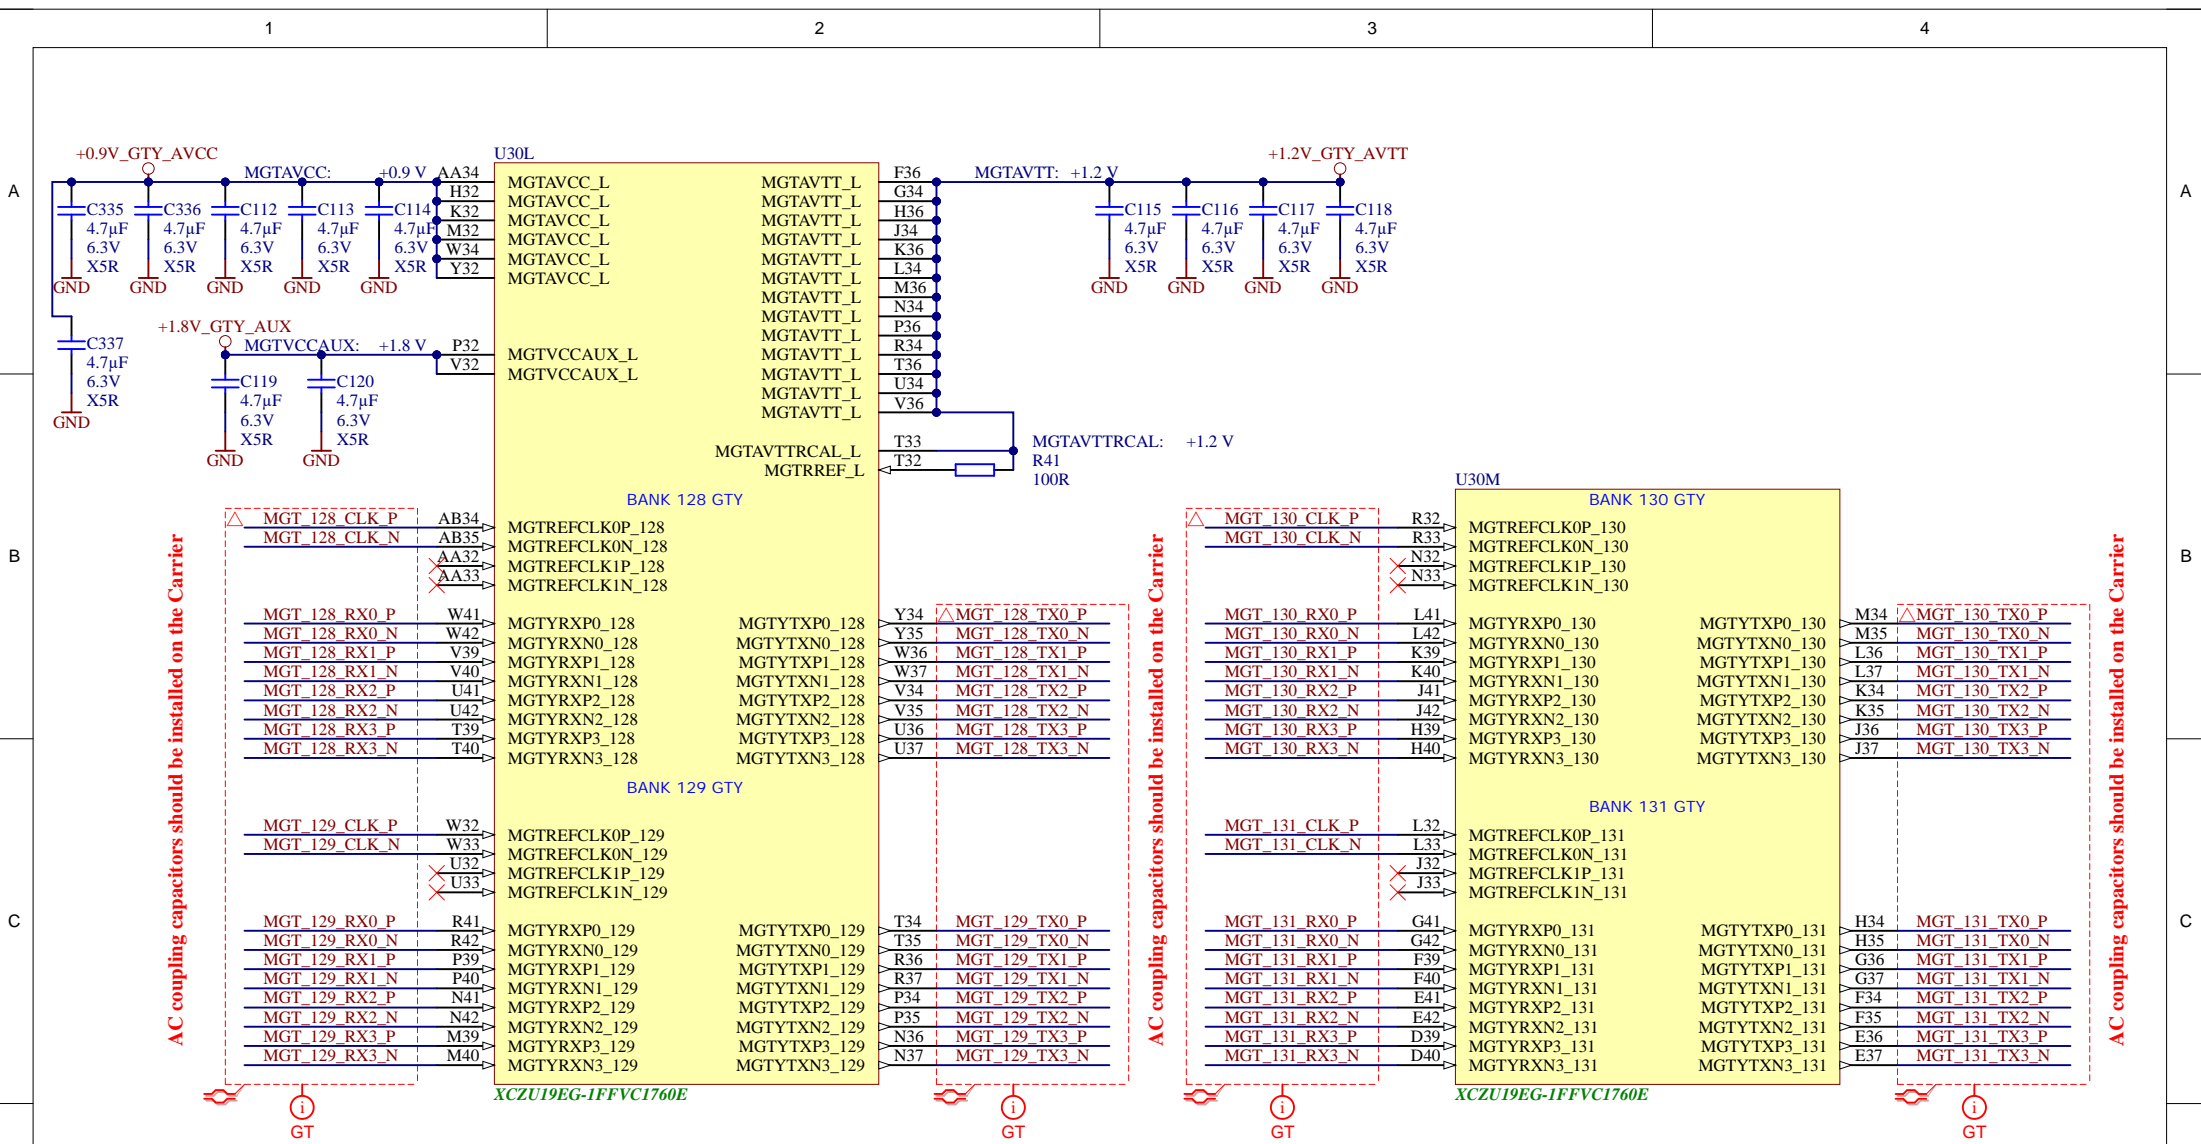 1 2 3 4
A A
B B
C C
+0.9V_GTY_AVCC
MGTAVCC: +0.9 V
C335 4.7µF 6.3V X5R GND
C336 4.7µF 6.3V X5R GND
C112 4.7µF 6.3V X5R GND
C113 4.7µF 6.3V X5R GND
C114 4.7µF 6.3V X5R GND
C337 4.7µF 6.3V X5R GND
+1.8V_GTY_AUX
MGTVCCAUX: +1.8 V
C119 4.7µF 6.3V X5R GND
C120 4.7µF 6.3V X5R GND
U30L
AA34 MGTAVCC_L
H32 MGTAVCC_L
K32 MGTAVCC_L
M32 MGTAVCC_L
W34 MGTAVCC_L
Y32 MGTAVCC_L
P32 MGTVCCAUX_L
V32 MGTVCCAUX_L
MGTAVTT_L F36
MGTAVTT_L G34
MGTAVTT_L H36
MGTAVTT_L J34
MGTAVTT_L K36
MGTAVTT_L L34
MGTAVTT_L M36
MGTAVTT_L N34
MGTAVTT_L P36
MGTAVTT_L R34
MGTAVTT_L T36
MGTAVTT_L U34
MGTAVTT_L V36
MGTAVTTRCAL_L T33
MGTRREF_L T32
MGTAVTT: +1.2 V
+1.2V_GTY_AVTT
C115 4.7µF 6.3V X5R GND
C116 4.7µF 6.3V X5R GND
C117 4.7µF 6.3V X5R GND
C118 4.7µF 6.3V X5R GND
MGTAVTTRCAL: +1.2 V
R41
100R
AC coupling capacitors should be installed on the Carrier
BANK 128 GTY
MGT_128_CLK_P AB34 MGTREFCLK0P_128
MGT_128_CLK_N AB35 MGTREFCLK0N_128
AA32 MGTREFCLK1P_128
AA33 MGTREFCLK1N_128
MGT_128_RX0_P W41 MGTYRXP0_128 MGTYTXP0_128 Y34 MGT_128_TX0_P
MGT_128_RX0_N W42 MGTYRXN0_128 MGTYTXN0_128 Y35 MGT_128_TX0_N
MGT_128_RX1_P V39 MGTYRXP1_128 MGTYTXP1_128 W36 MGT_128_TX1_P
MGT_128_RX1_N V40 MGTYRXN1_128 MGTYTXN1_128 W37 MGT_128_TX1_N
MGT_128_RX2_P U41 MGTYRXP2_128 MGTYTXP2_128 V34 MGT_128_TX2_P
MGT_128_RX2_N U42 MGTYRXN2_128 MGTYTXN2_128 V35 MGT_128_TX2_N
MGT_128_RX3_P T39 MGTYRXP3_128 MGTYTXP3_128 U36 MGT_128_TX3_P
MGT_128_RX3_N T40 MGTYRXN3_128 MGTYTXN3_128 U37 MGT_128_TX3_N
BANK 129 GTY
MGT_129_CLK_P W32 MGTREFCLK0P_129
MGT_129_CLK_N W33 MGTREFCLK0N_129
U32 MGTREFCLK1P_129
U33 MGTREFCLK1N_129
MGT_129_RX0_P R41 MGTYRXP0_129 MGTYTXP0_129 T34 MGT_129_TX0_P
MGT_129_RX0_N R42 MGTYRXN0_129 MGTYTXN0_129 T35 MGT_129_TX0_N
MGT_129_RX1_P P39 MGTYRXP1_129 MGTYTXP1_129 R36 MGT_129_TX1_P
MGT_129_RX1_N P40 MGTYRXN1_129 MGTYTXN1_129 R37 MGT_129_TX1_N
MGT_129_RX2_P N41 MGTYRXP2_129 MGTYTXP2_129 P34 MGT_129_TX2_P
MGT_129_RX2_N N42 MGTYRXN2_129 MGTYTXN2_129 P35 MGT_129_TX2_N
MGT_129_RX3_P M39 MGTYRXP3_129 MGTYTXP3_129 N36 MGT_129_TX3_P
MGT_129_RX3_N M40 MGTYRXN3_129 MGTYTXN3_129 N37 MGT_129_TX3_N
XCZU19EG-1FFVC1760E
i GT
i GT
AC coupling capacitors should be installed on the Carrier
U30M
BANK 130 GTY
MGT_130_CLK_P R32 MGTREFCLK0P_130
MGT_130_CLK_N R33 MGTREFCLK0N_130
N32 MGTREFCLK1P_130
N33 MGTREFCLK1N_130
MGT_130_RX0_P L41 MGTYRXP0_130 MGTYTXP0_130 M34 MGT_130_TX0_P
MGT_130_RX0_N L42 MGTYRXN0_130 MGTYTXN0_130 M35 MGT_130_TX0_N
MGT_130_RX1_P K39 MGTYRXP1_130 MGTYTXP1_130 L36 MGT_130_TX1_P
MGT_130_RX1_N K40 MGTYRXN1_130 MGTYTXN1_130 L37 MGT_130_TX1_N
MGT_130_RX2_P J41 MGTYRXP2_130 MGTYTXP2_130 K34 MGT_130_TX2_P
MGT_130_RX2_N J42 MGTYRXN2_130 MGTYTXN2_130 K35 MGT_130_TX2_N
MGT_130_RX3_P H39 MGTYRXP3_130 MGTYTXP3_130 J36 MGT_130_TX3_P
MGT_130_RX3_N H40 MGTYRXN3_130 MGTYTXN3_130 J37 MGT_130_TX3_N
BANK 131 GTY
MGT_131_CLK_P L32 MGTREFCLK0P_131
MGT_131_CLK_N L33 MGTREFCLK0N_131
J32 MGTREFCLK1P_131
J33 MGTREFCLK1N_131
MGT_131_RX0_P G41 MGTYRXP0_131 MGTYTXP0_131 H34 MGT_131_TX0_P
MGT_131_RX0_N G42 MGTYRXN0_131 MGTYTXN0_131 H35 MGT_131_TX0_N
MGT_131_RX1_P F39 MGTYRXP1_131 MGTYTXP1_131 G36 MGT_131_TX1_P
MGT_131_RX1_N F40 MGTYRXN1_131 MGTYTXN1_131 G37 MGT_131_TX1_N
MGT_131_RX2_P E41 MGTYRXP2_131 MGTYTXP2_131 F34 MGT_131_TX2_P
MGT_131_RX2_N E42 MGTYRXN2_131 MGTYTXN2_131 F35 MGT_131_TX2_N
MGT_131_RX3_P D39 MGTYRXP3_131 MGTYTXP3_131 E36 MGT_131_TX3_P
MGT_131_RX3_N D40 MGTYRXN3_131 MGTYTXN3_131 E37 MGT_131_TX3_N
XCZU19EG-1FFVC1760E
i GT
i GT
AC coupling capacitors should be installed on the Carrier